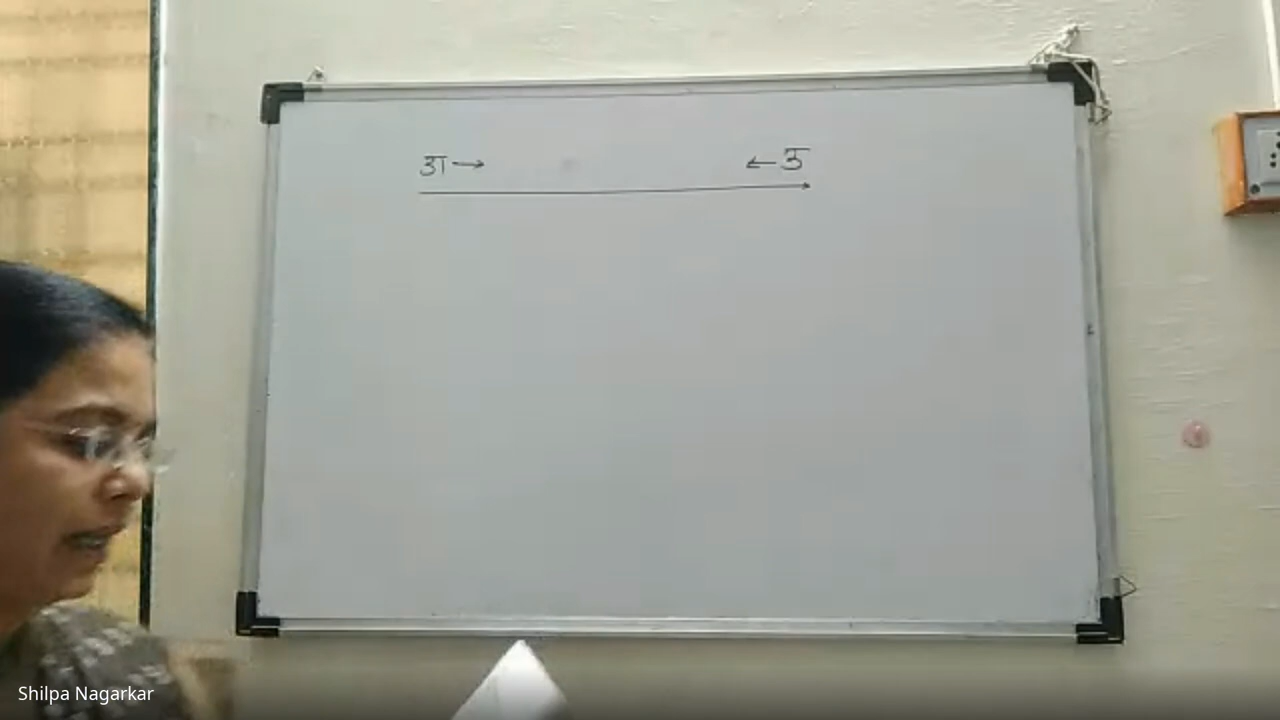 अ → ← उ
Shilpa Nagarkar